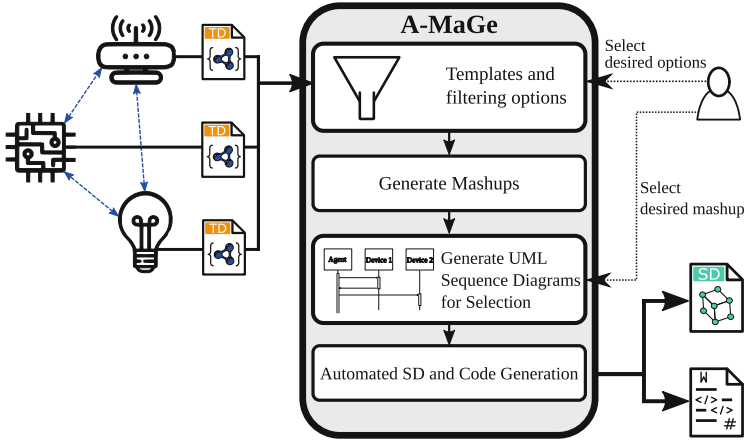 A-MaGe
TD
Templates and
filtering options
Select
desired options
TD
Generate Mashups
Select
desired mashup
TD
Agent
Device 1
Device 2
Generate UML
Sequence Diagrams
for Selection
SD
Automated SD and Code Generation
W
</>
</>
#